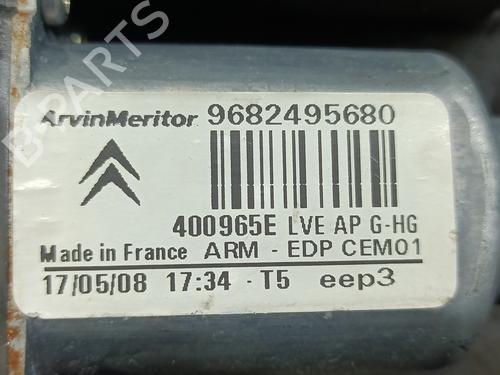 ArvinMeritor 9682495680
400965E LVE AP G-HG
Made in France ARM - EDP CEM01
17/05/08 17:34 - T5 eep3
B-PARTS